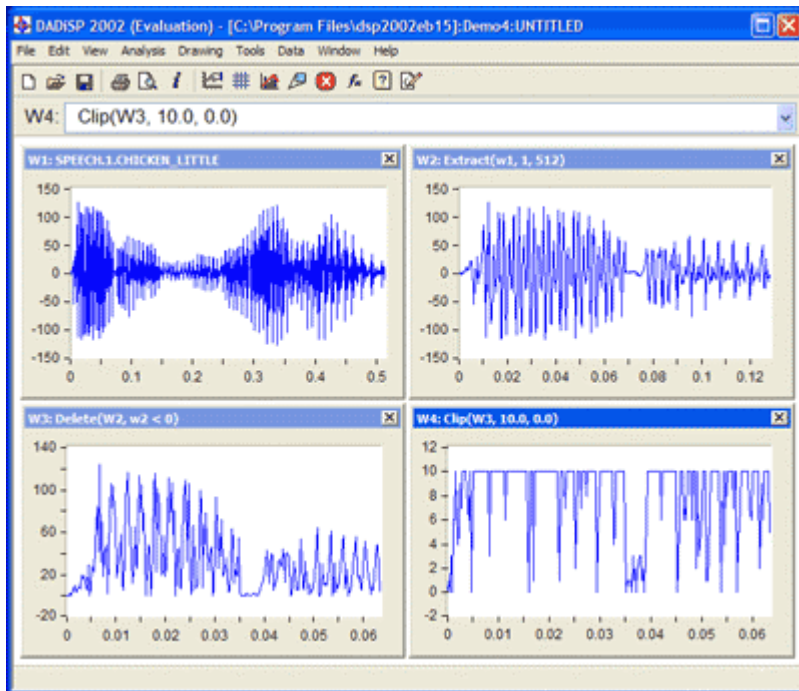 DADiSP 2002 (Evaluation) - [C:\Program Files\dsp2002eb15]:Demo4:UNTITLED
File Edit View Analysis Drawing Tools Data Window Help
W4: Clip(W3, 10.0, 0.0)
W1: SPEECH.1.CHICKEN_LITTLE
150
100
50
0
-50
-100
-150
0 0.1 0.2 0.3 0.4 0.5
W2: Extract(w1, 1, 512)
150
100
50
0
-50
-100
-150
0 0.02 0.04 0.06 0.08 0.1 0.12
W3: Delete(W2, w2 < 0)
140
100
60
20
-20
0 0.01 0.02 0.03 0.04 0.05 0.06
W4: Clip(W3, 10.0, 0.0)
12
10
8
6
4
2
0
-2
0 0.01 0.02 0.03 0.04 0.05 0.06